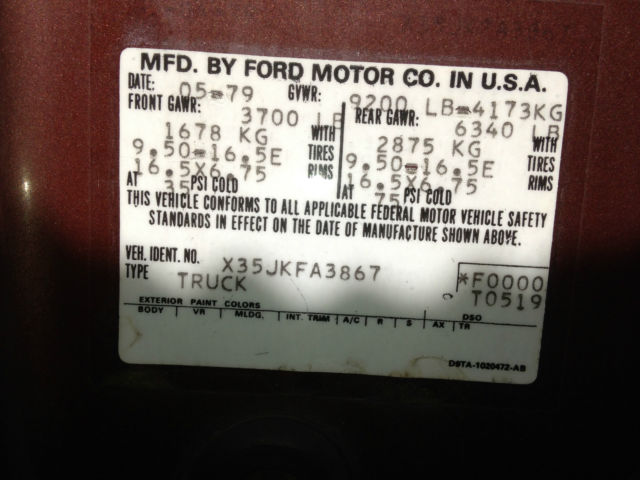 MFD. BY FORD MOTOR CO. IN U.S.A.
DATE: 05-79 GVWR: 9200 LB-4173KG
FRONT GAWR: 3700 LB REAR GAWR: 6340 LB
1678 KG WITH 2875 KG WITH
9.50-16.5E TIRES 9.50-16.5E TIRES
16.5X6.75 RIMS 16.5X6.75 RIMS
AT 35 PSI COLD AT 75 PSI COLD
THIS VEHICLE CONFORMS TO ALL APPLICABLE FEDERAL MOTOR VEHICLE SAFETY
STANDARDS IN EFFECT ON THE DATE OF MANUFACTURE SHOWN ABOVE.
VEH. IDENT. NO. X35JKFA3867 *F0000
TYPE TRUCK T0519
EXTERIOR PAINT COLORS DSO
BODY VR MLDG. INT. TRIM A/C R S AX TR
D9TA-1020472-AB